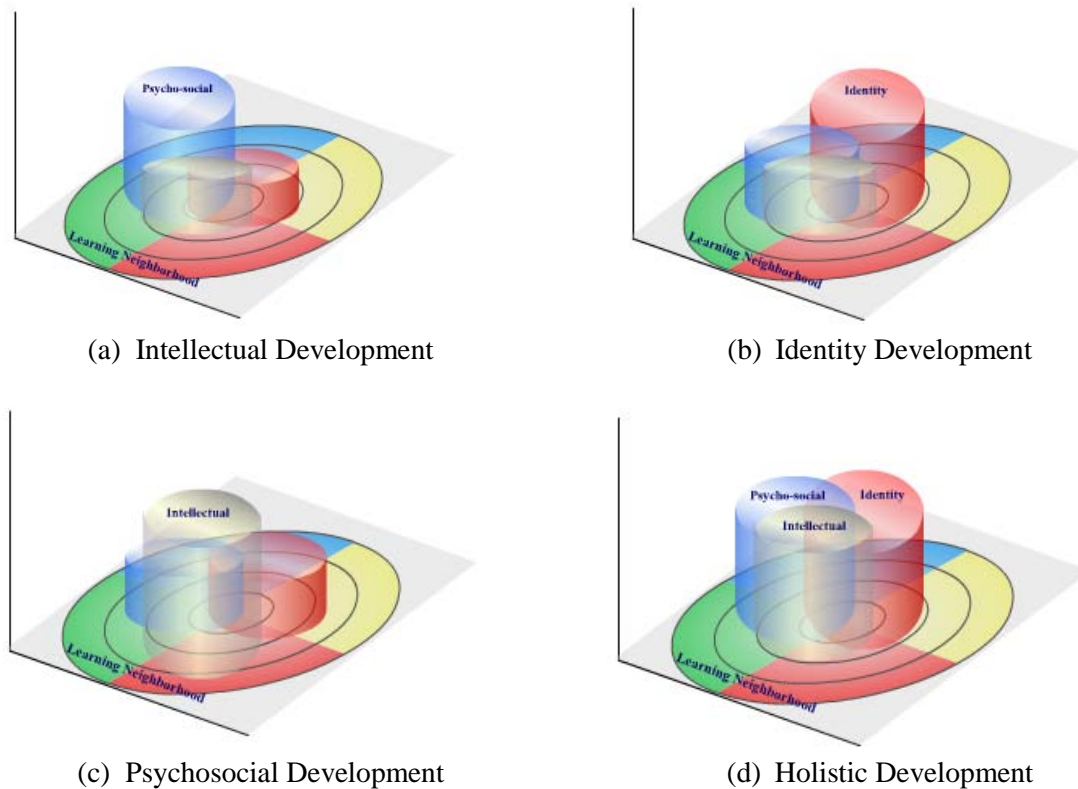 Psycho-social
Learning Neighborhood
(a) Intellectual Development
Identity
Learning Neighborhood
(b) Identity Development
Intellectual
Learning Neighborhood
(c) Psychosocial Development
Psycho-social
Identity
Intellectual
Learning Neighborhood
(d) Holistic Development